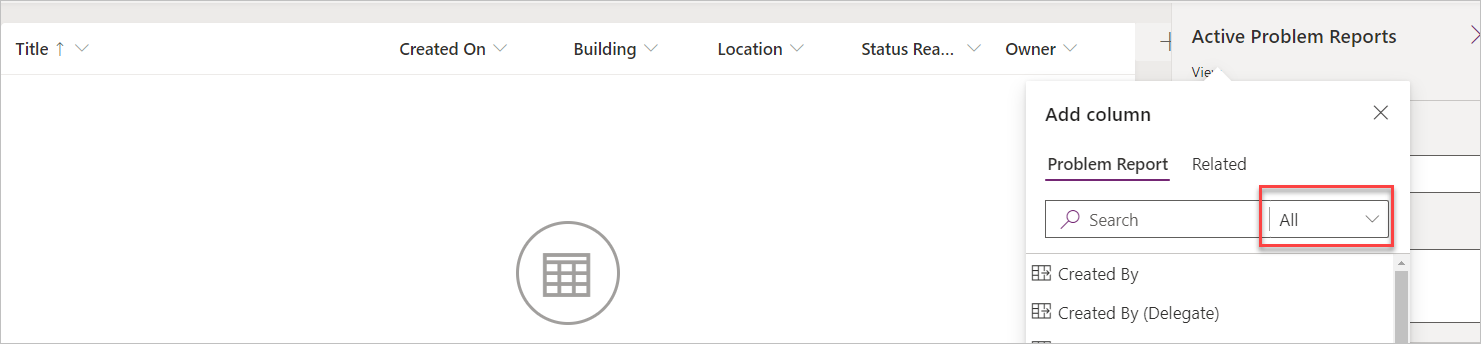 Title Created On Building Location Status Rea... Owner
Active Problem Reports
View
Add column
Problem Report Related
Search All
Created By
Created By (Delegate)